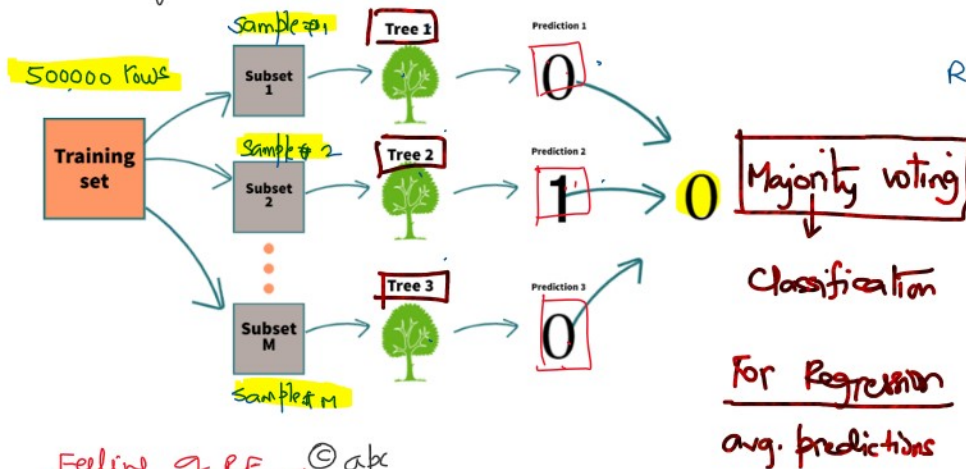 sample #1
Tree 1
Prediction 1
500000 rows
Subset 1
0
R
Training set
sample # 2
Tree 2
Prediction 2
Subset 2
1
0
Majority voting
Classification
Tree 3
Prediction 3
Subset M
0
sample # M
For Regression
avg. predictions
© abc